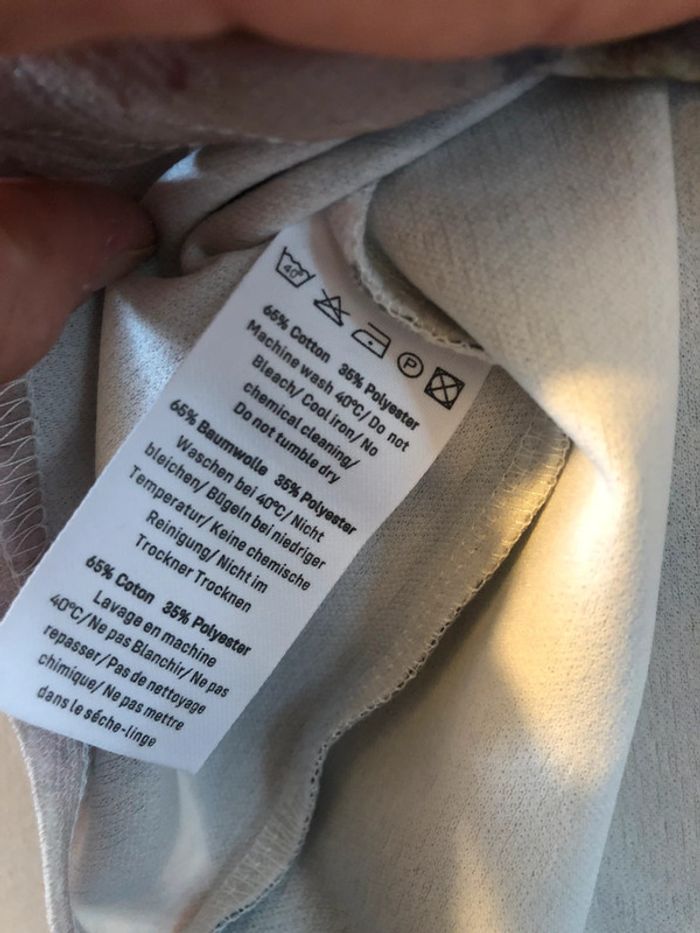 40°
P
65% Cotton 35% Polyester
Machine wash 40°C/ Do not
Bleach/ Cool iron/ No
chemical cleaning/
Do not tumble dry
65% Baumwolle 35% Polyester
Waschen bei 40°C/ Nicht
bleichen/ Bügeln bei niedriger
Temperatur/ Keine chemische
Reinigung/ Nicht im
Trockner Trocknen
65% Coton 35% Polyester
Lavage en machine
40°C/ Ne pas Blanchir/ Ne pas
repasser/ Pas de nettoyage
chimique/ Ne pas mettre
dans le séche-linge